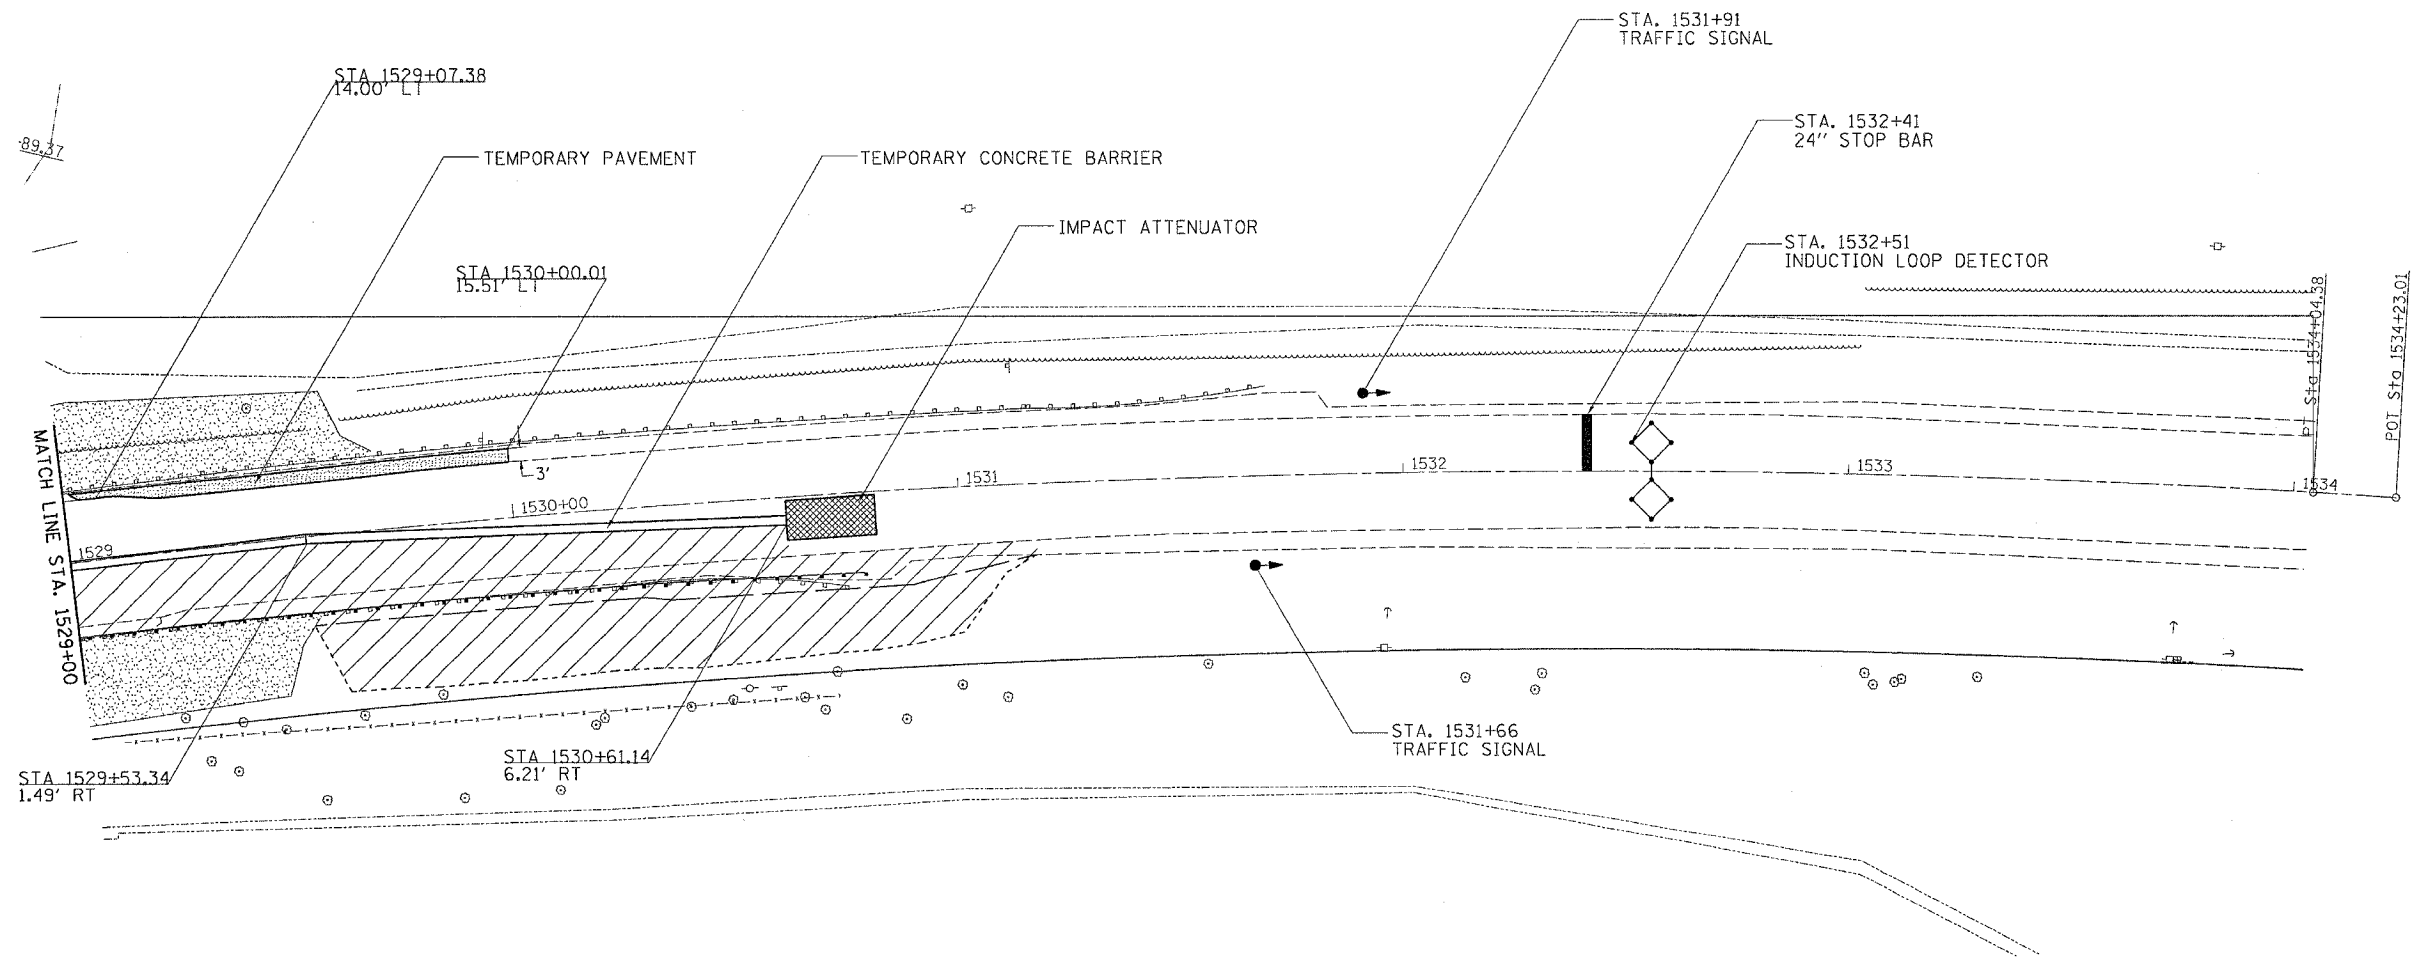 STA. 1531+91
TRAFFIC SIGNAL
STA 1529+07.38
14.00' LT
89.37
TEMPORARY PAVEMENT
TEMPORARY CONCRETE BARRIER
STA. 1532+41
24" STOP BAR
IMPACT ATTENUATOR
STA. 1532+51
INDUCTION LOOP DETECTOR
STA 1530+00.01
15.51' LT
Sta 1534+04.38
POT Sta 1534+23.01
3'
1532
1533
1531
1534
1530+00
1529
MATCH LINE STA. 1529+00
STA. 1531+66
TRAFFIC SIGNAL
STA 1530+61.14
6.21' RT
STA 1529+53.34
1.49' RT